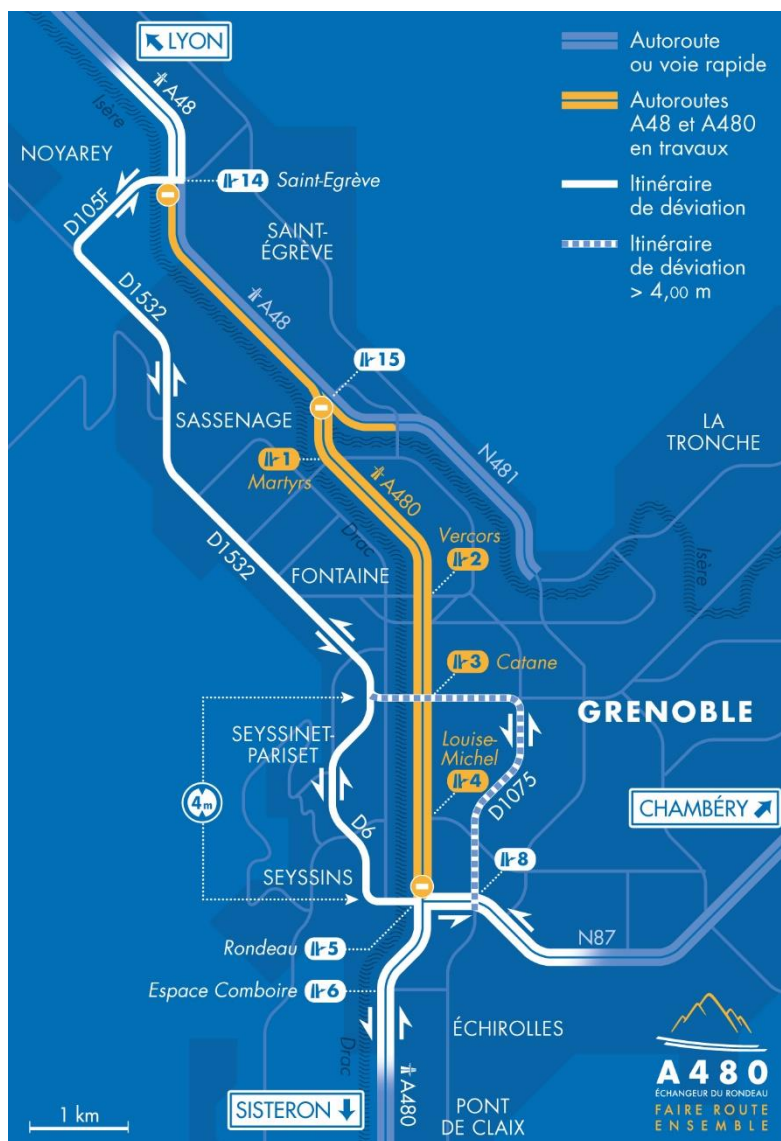 LYON
Autoroute
ou voie rapide
Autoroutes
A48 et A480
en travaux
Itinéraire
de déviation
Itinéraire
de déviation
> 4,00 m
A48
Isère
NOYAREY
14 Saint-Egrève
D105F
SAINT-
ÉGRÈVE
D1532
A48
15
SASSENAGE
LA
TRONCHE
1
Martyrs
N481
A480
Drac
Vercors
2
Isère
D1532
FONTAINE
3 Catane
GRENOBLE
SEYSSINET-
PARISET
Louise-
Michel
4
4m
D1075
CHAMBÉRY
D6
SEYSSINS
8
Rondeau 5
N87
Espace Comboire 6
ÉCHIROLLES
Drac
A480
1 km
SISTERON
PONT
DE CLAIX
A480
ÉCHANGEUR DU RONDEAU
FAIRE ROUTE
ENSEMBLE